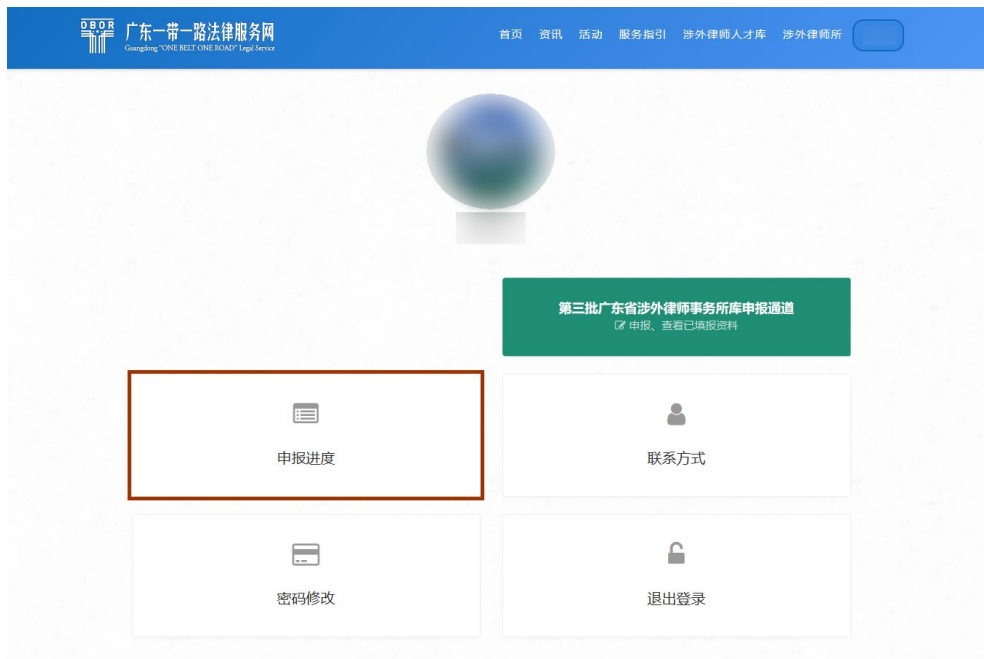 OBOR
广东一带一路法律服务网
Guangdong "ONE BELT ONE ROAD" Legal Service
首页 资讯 活动 服务指引 涉外律师人才库 涉外律师所
第三批广东省涉外律师事务所库申报通道
申报、查看已填报资料
申报进度
联系方式
密码修改
退出登录